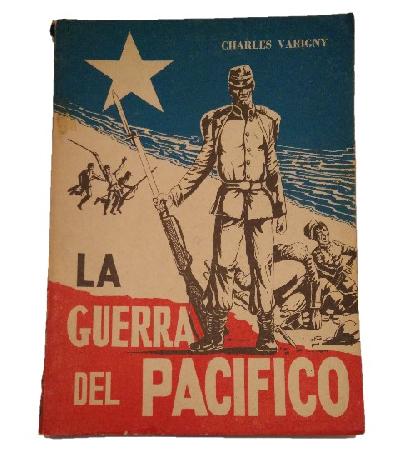 CHARLES VARIGNY
LA
GUERRA
DEL PACIFICO